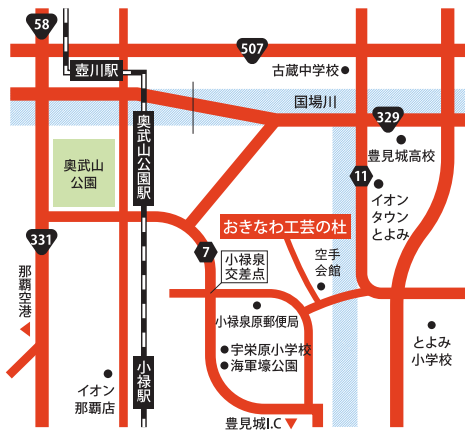 58
507
壺川駅
古蔵中学校
国場川
329
奥武山公園駅
豊見城高校
奥武山
公園
11
イオン
タウン
とよみ
おきなわ工芸の杜
331
7
小禄泉
交差点
空手
会館
那覇空港
小禄泉原郵便局
とよみ
小学校
宇栄原小学校
海軍壕公園
小禄駅
イオン
那覇店
豊見城I.C